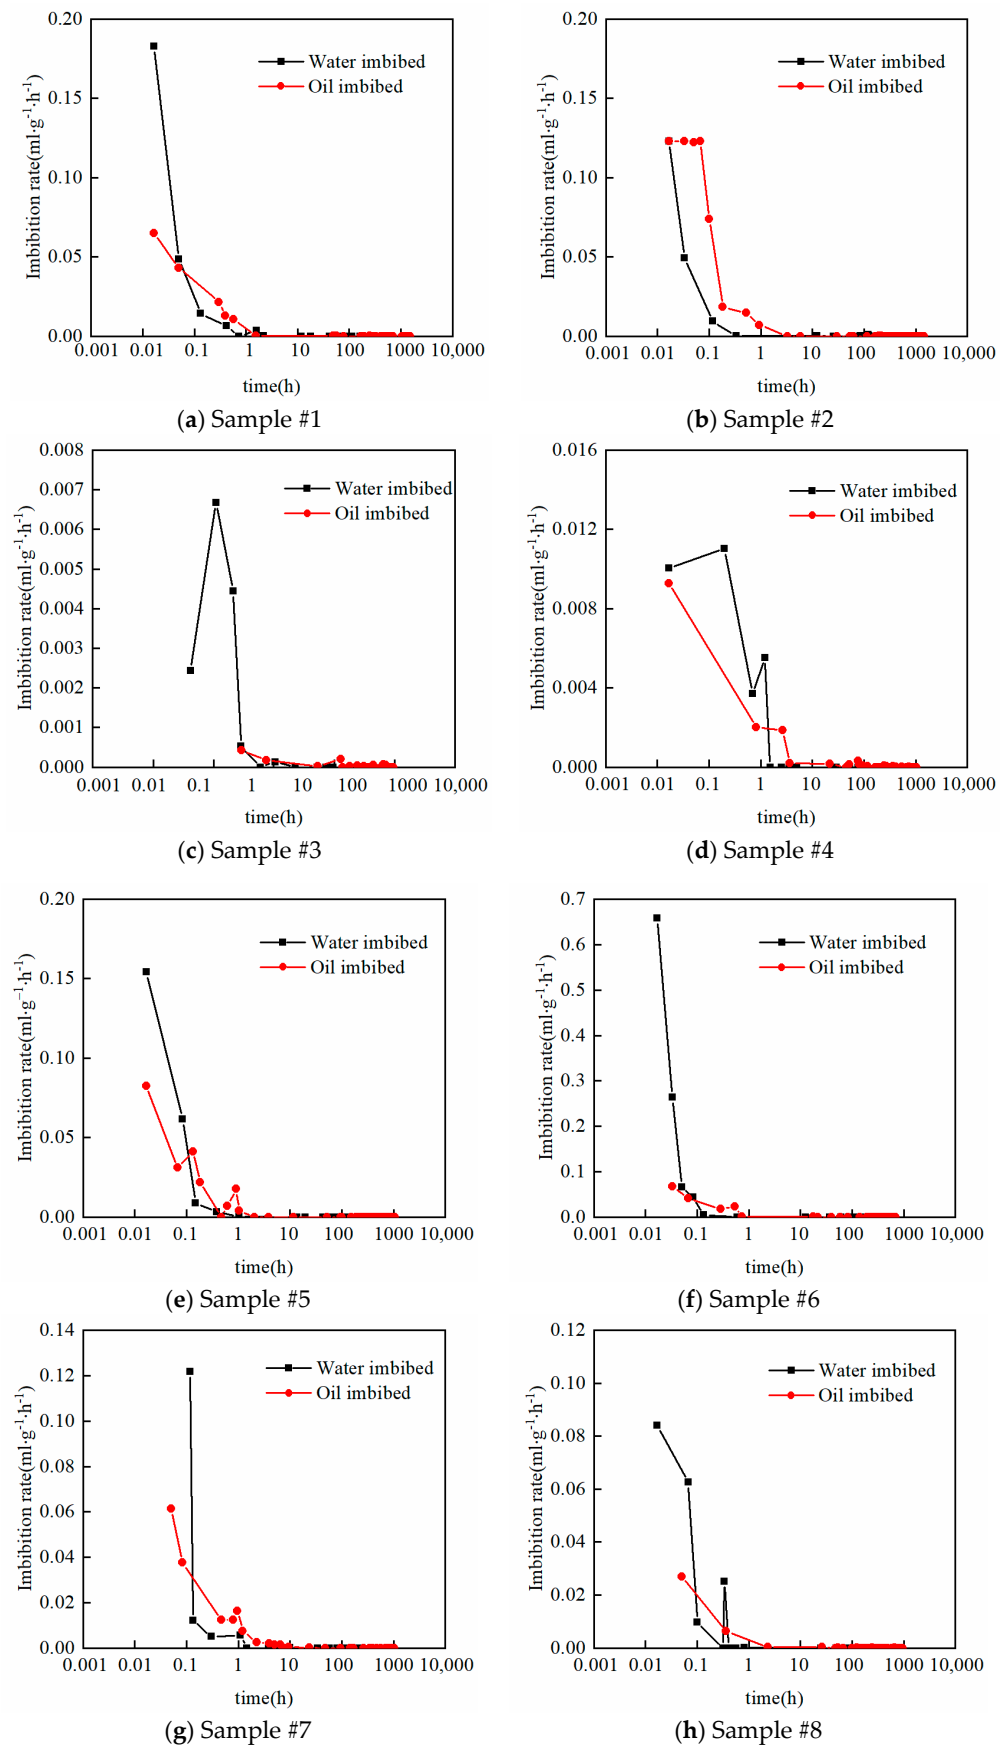 0.20
0.15
0.10
0.05
0.00
Imbibition rate(ml·g⁻¹·h⁻¹)
Water imbibed
Oil imbibed
0.001 0.01 0.1 1 10 100 1000 10,000
time(h)
(a) Sample #1
0.20
0.15
0.10
0.05
0.00
Imbibition rate(ml·g⁻¹·h⁻¹)
Water imbibed
Oil imbibed
0.001 0.01 0.1 1 10 100 1000 10,000
time(h)
(b) Sample #2
0.008
0.007
0.006
0.005
0.004
0.003
0.002
0.001
0.000
Imbibition rate(ml·g⁻¹·h⁻¹)
Water imbibed
Oil imbibed
0.001 0.01 0.1 1 10 100 1000 10,000
time(h)
(c) Sample #3
0.016
0.012
0.008
0.004
0.000
Imbibition rate(ml·g⁻¹·h⁻¹)
Water imbibed
Oil imbibed
0.001 0.01 0.1 1 10 100 1000 10,000
time(h)
(d) Sample #4
0.20
0.15
0.10
0.05
0.00
Imbibition rate(ml·g⁻¹·h⁻¹)
Water imbibed
Oil imbibed
0.001 0.01 0.1 1 10 100 1000 10,000
time(h)
(e) Sample #5
0.7
0.6
0.5
0.4
0.3
0.2
0.1
0.0
Imbibition rate(ml·g⁻¹·h⁻¹)
Water imbibed
Oil imbibed
0.001 0.01 0.1 1 10 100 1000 10,000
time(h)
(f) Sample #6
0.14
0.12
0.10
0.08
0.06
0.04
0.02
0.00
Imbibition rate(ml·g⁻¹·h⁻¹)
Water imbibed
Oil imbibed
0.001 0.01 0.1 1 10 100 1000 10,000
time(h)
(g) Sample #7
0.12
0.10
0.08
0.06
0.04
0.02
0.00
Imbibition rate(ml·g⁻¹·h⁻¹)
Water imbibed
Oil imbibed
0.001 0.01 0.1 1 10 100 1000 10,000
time(h)
(h) Sample #8